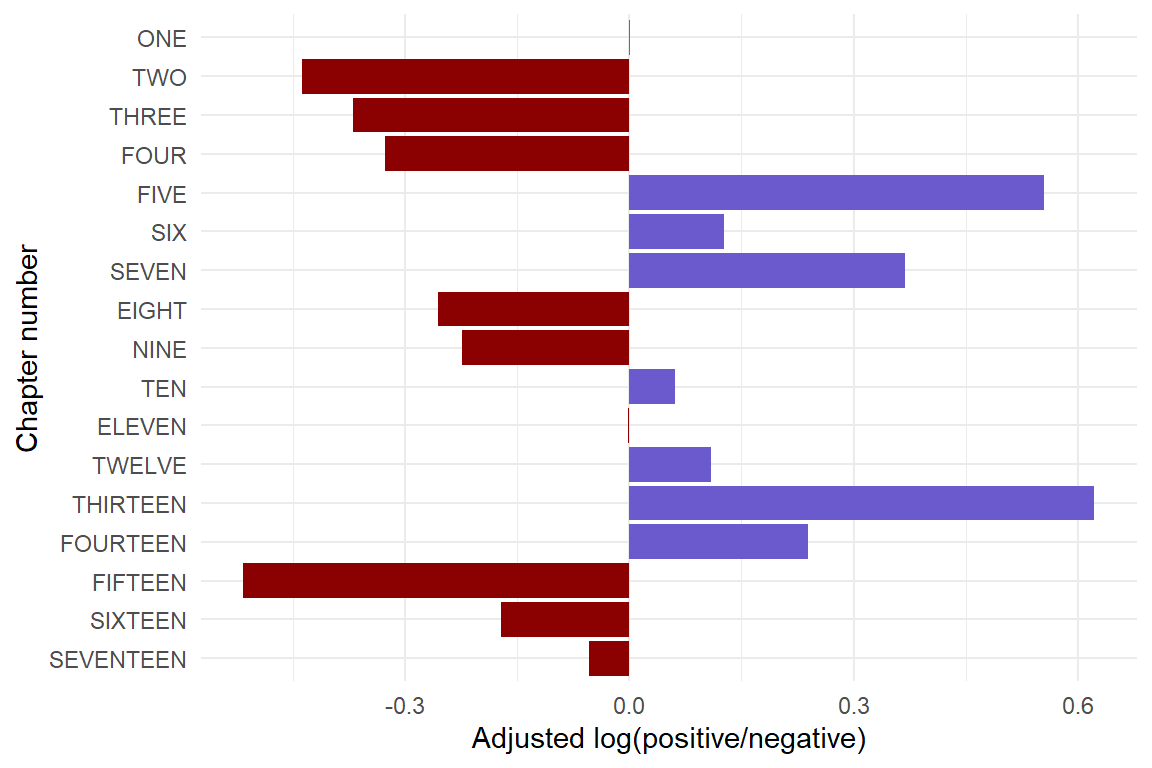 ONE
TWO
THREE
FOUR
FIVE
SIX
SEVEN
EIGHT
NINE
TEN
ELEVEN
TWELVE
THIRTEEN
FOURTEEN
FIFTEEN
SIXTEEN
SEVENTEEN
Chapter number
-0.3 0.0 0.3 0.6
Adjusted log(positive/negative)